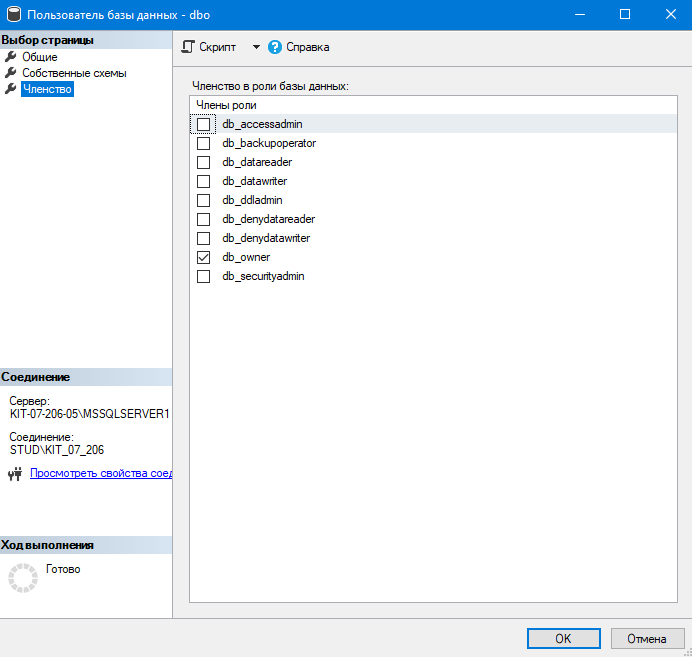 Пользователь базы данных - dbo
Выбор страницы
Общие
Собственные схемы
Членство
Скрипт
Справка
Членство в роли базы данных:
Члены роли
db_accessadmin
db_backupoperator
db_datareader
db_datawriter
db_ddladmin
db_denydatareader
db_denydatawriter
db_owner
db_securityadmin
Соединение
Сервер:
KIT-07-206-05\MSSQLSERVER1
Соединение:
STUD\KIT_07_206
Просмотреть свойства соед
Ход выполнения
Готово
OK
Отмена